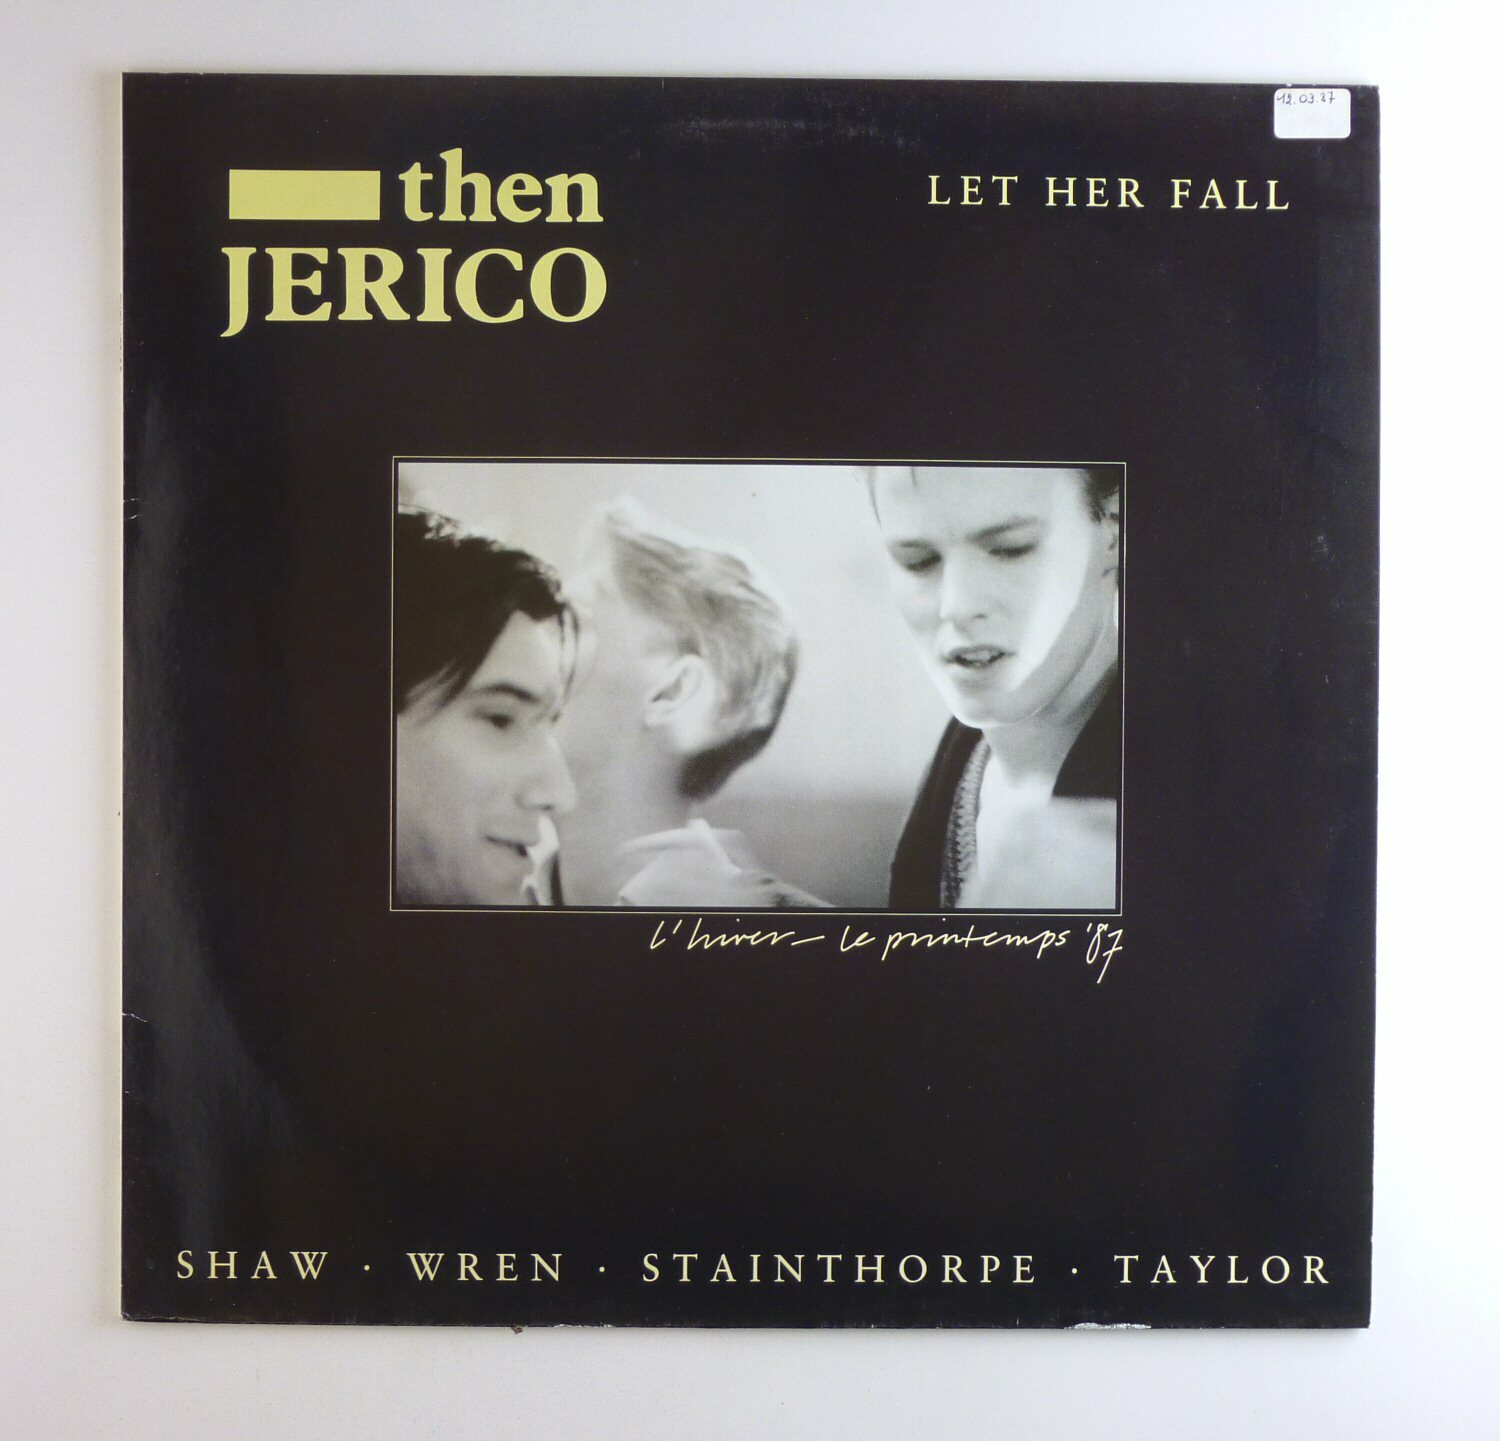 12.03.87
then
JERICO
LET HER FALL
l'hiver – le printemps '87
SHAW · WREN · STAINTHORPE · TAYLOR